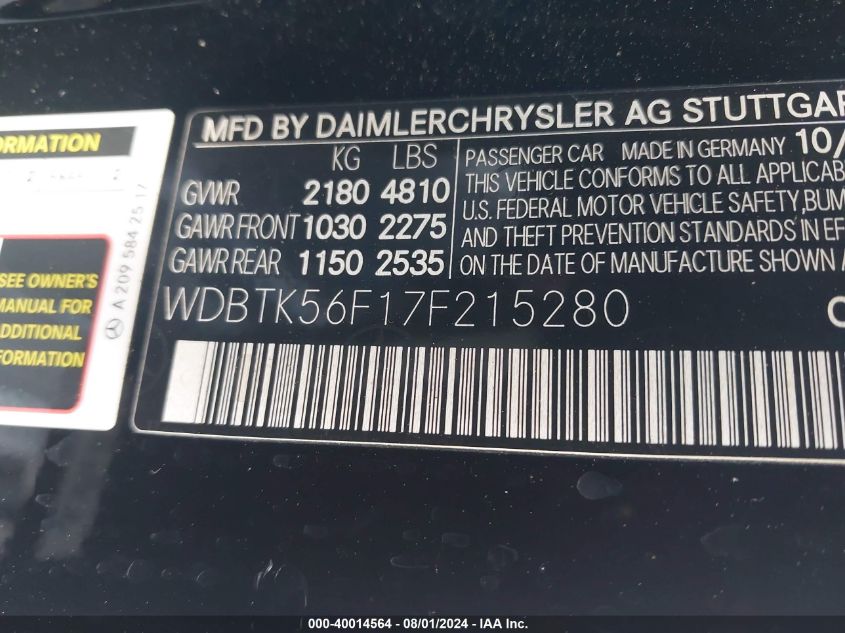 MFD BY DAIMLERCHRYSLER AG STUTTGAR
KG LBS
GVWR 2180 4810
GAWR FRONT 1030 2275
GAWR REAR 1150 2535
PASSENGER CAR MADE IN GERMANY 10/
THIS VEHICLE CONFORMS TO ALL APPLICABL
U.S. FEDERAL MOTOR VEHICLE SAFETY,BUM
AND THEFT PREVENTION STANDARDS IN EF
ON THE DATE OF MANUFACTURE SHOWN
WDBTK56F17F215280
ORMATION
SEE OWNER'S
MANUAL FOR
ADDITIONAL
FORMATION
A 209 584 25 17
000-40014564 - 08/01/2024 - IAA Inc.